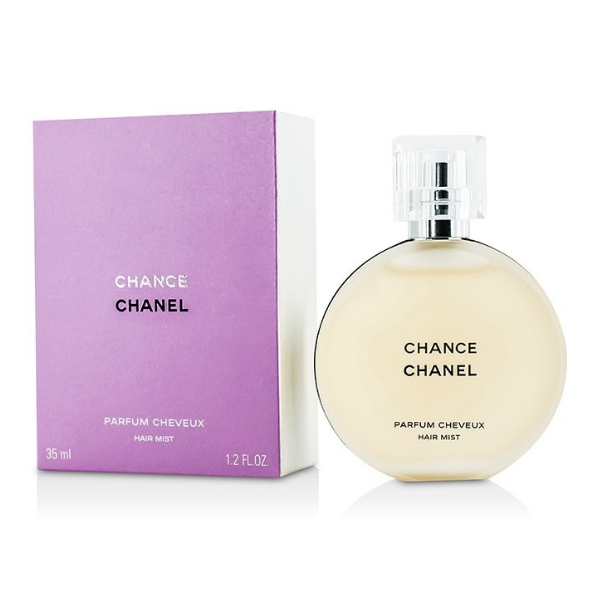 CHANCE
CHANEL
PARFUM CHEVEUX
HAIR MIST
35 ml 1.2 FL.OZ.
CHANCE
CHANEL
PARFUM CHEVEUX
HAIR MIST